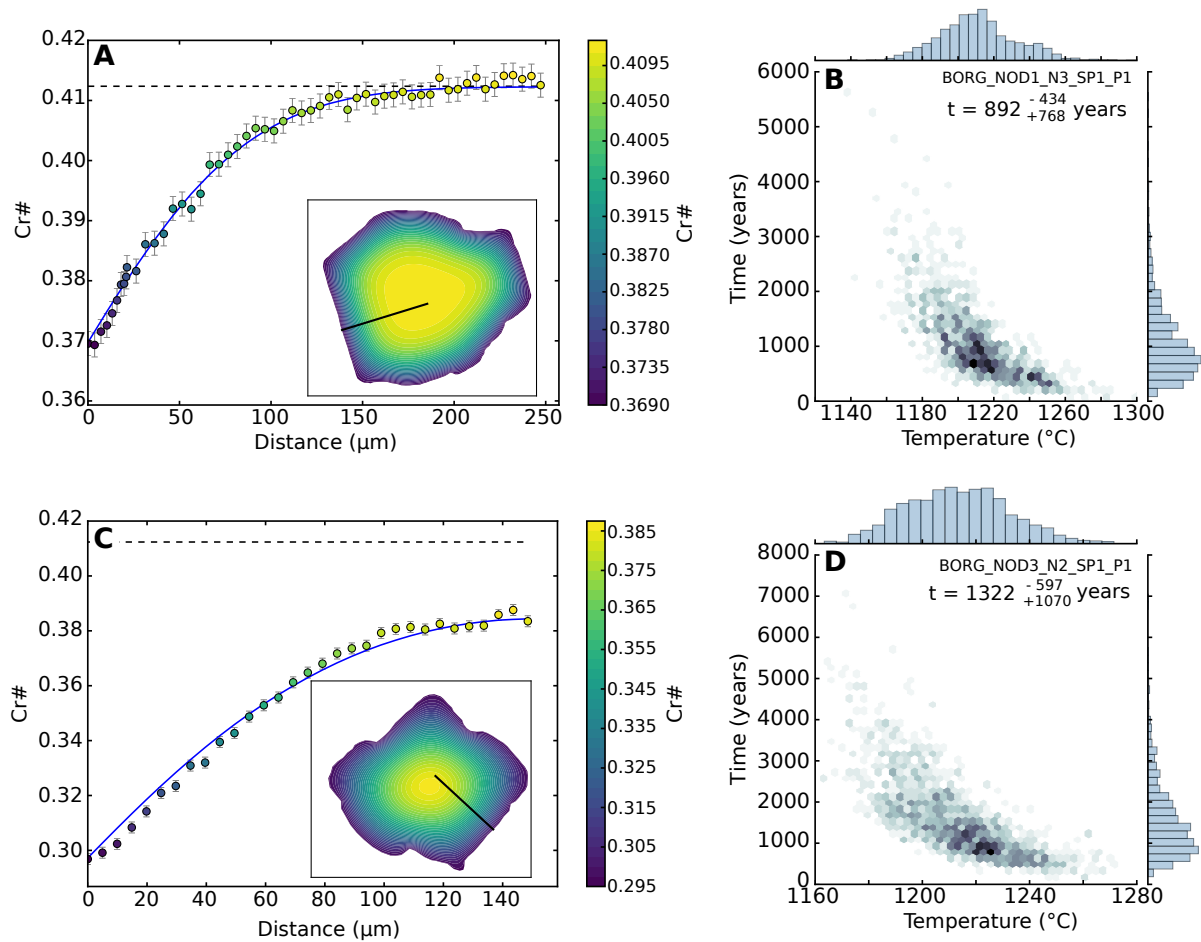 A
0.42
0.41
0.40
0.39
0.38
0.37
0.36
Cr#
0 50 100 150 200 250
Distance (µm)
0.4095
0.4050
0.4005
0.3960
0.3915
0.3870
0.3825
0.3780
0.3735
0.3690
Cr#
B
BORG_NOD1_N3_SP1_P1
t = 892 - 434 +768 years
6000
5000
4000
3000
2000
1000
0
Time (years)
1140 1180 1220 1260 1300
Temperature (°C)
C
0.42
0.40
0.38
0.36
0.34
0.32
0.30
Cr#
0 20 40 60 80 100 120 140
Distance (µm)
0.385
0.375
0.365
0.355
0.345
0.335
0.325
0.315
0.305
0.295
Cr#
D
BORG_NOD3_N2_SP1_P1
t = 1322 - 597 +1070 years
8000
7000
6000
5000
4000
3000
2000
1000
0
Time (years)
1160 1200 1240 1280
Temperature (°C)